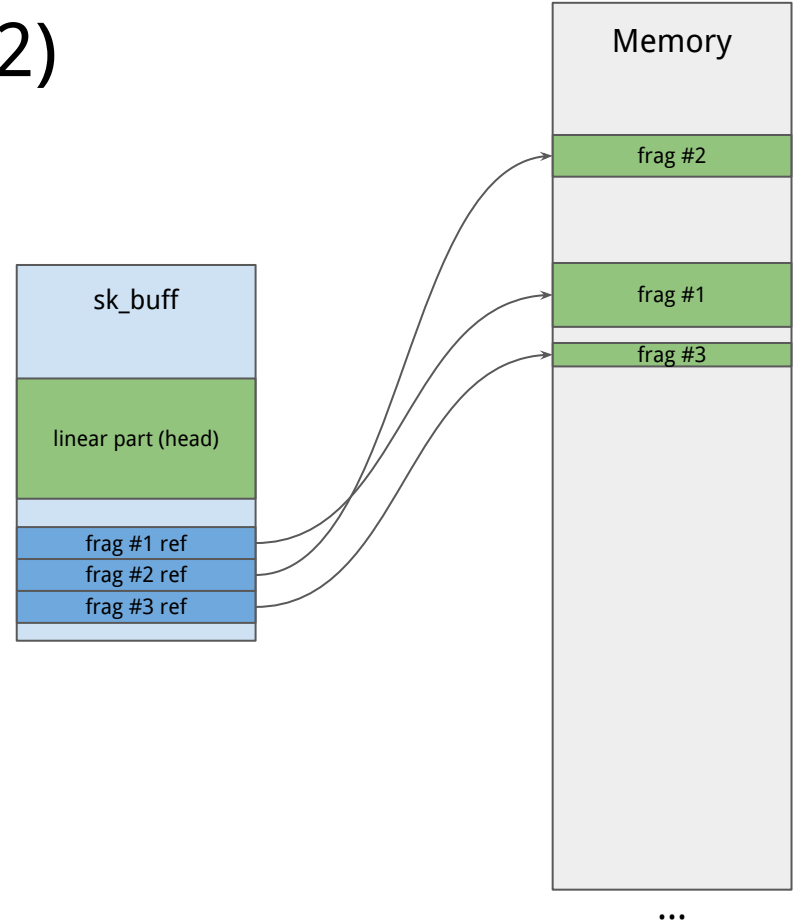 2)
Memory
frag #2
sk_buff
frag #1
frag #3
linear part (head)
frag #1 ref
frag #2 ref
frag #3 ref
...